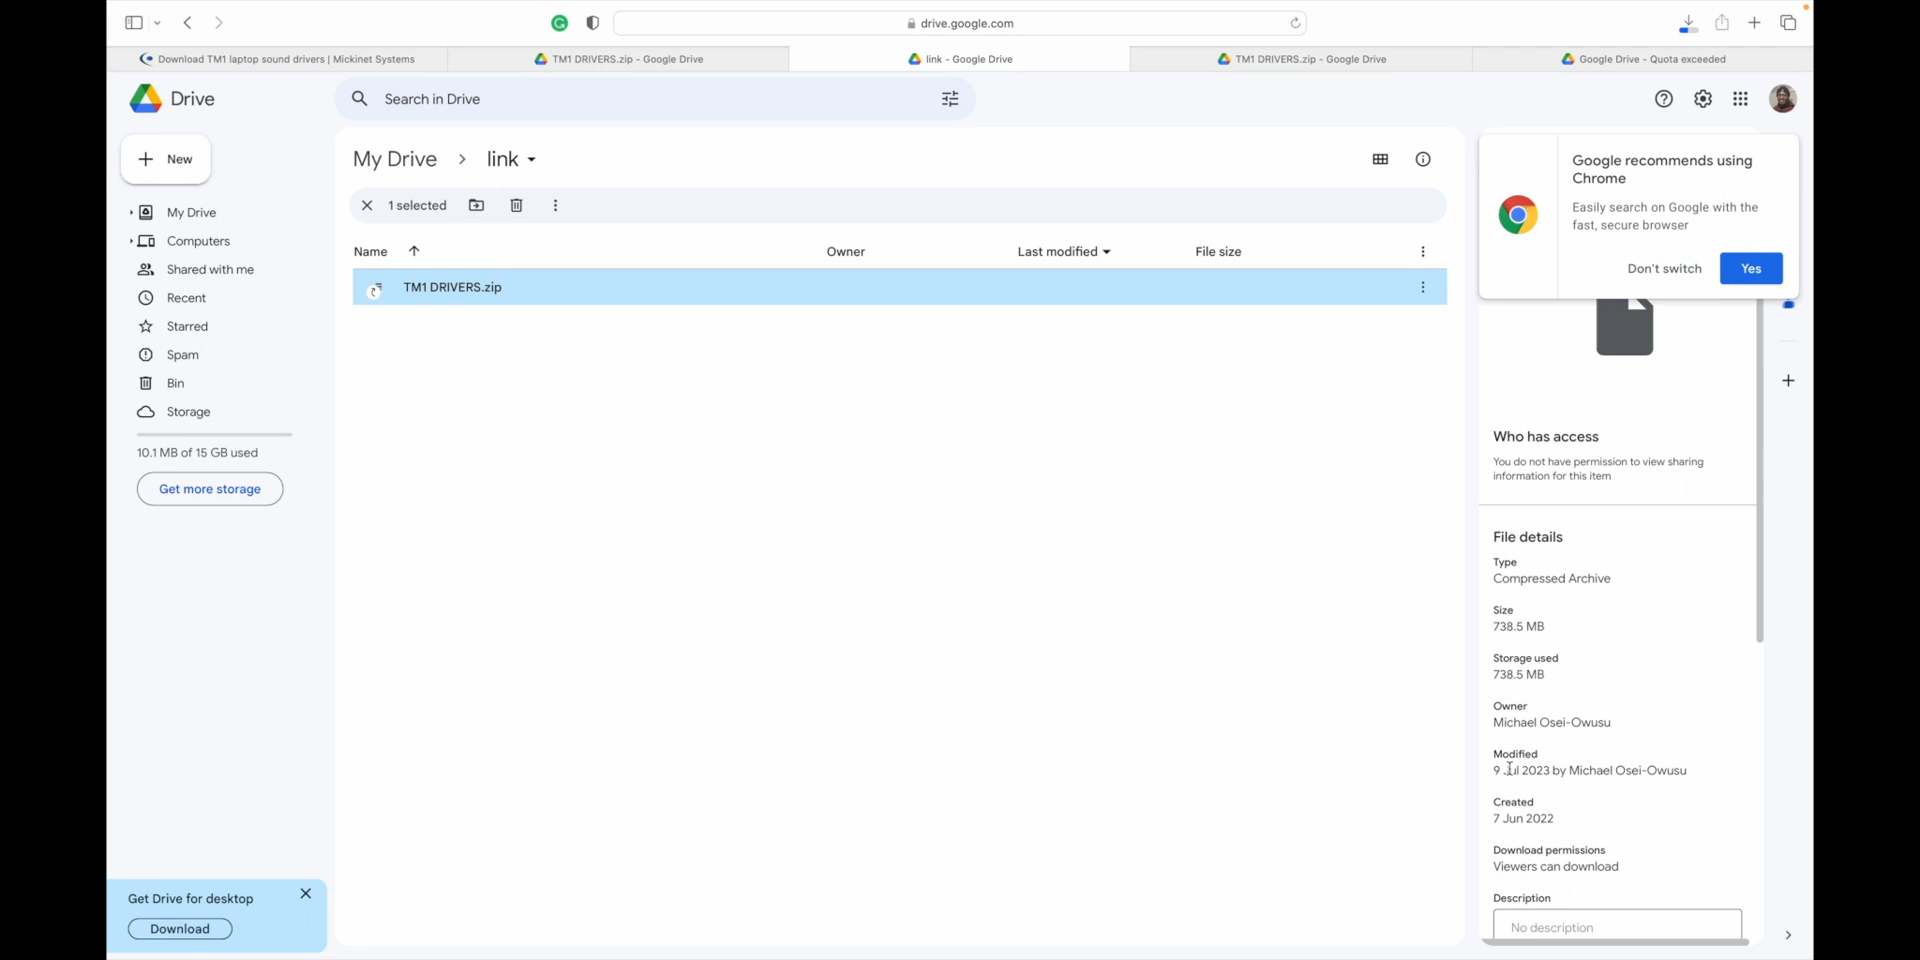 drive.google.com
Download TM1 laptop sound drivers | Mickinet Systems
TM1 DRIVERS.zip - Google Drive
link - Google Drive
TM1 DRIVERS.zip - Google Drive
Google Drive - Quota exceeded
Drive
Search in Drive
New
My Drive
link
Google recommends using
Chrome
Easily search on Google with the
fast, secure browser
Don't switch
Yes
1 selected
My Drive
Computers
Shared with me
Recent
Starred
Spam
Bin
Storage
10.1 MB of 15 GB used
Get more storage
Name
Owner
Last modified
File size
TM1 DRIVERS.zip
Who has access
You do not have permission to view sharing
information for this item
File details
Type
Compressed Archive
Size
738.5 MB
Storage used
738.5 MB
Owner
Michael Osei-Owusu
Modified
9 Jul 2023 by Michael Osei-Owusu
Created
7 Jun 2022
Download permissions
Viewers can download
Description
No description
Get Drive for desktop
Download